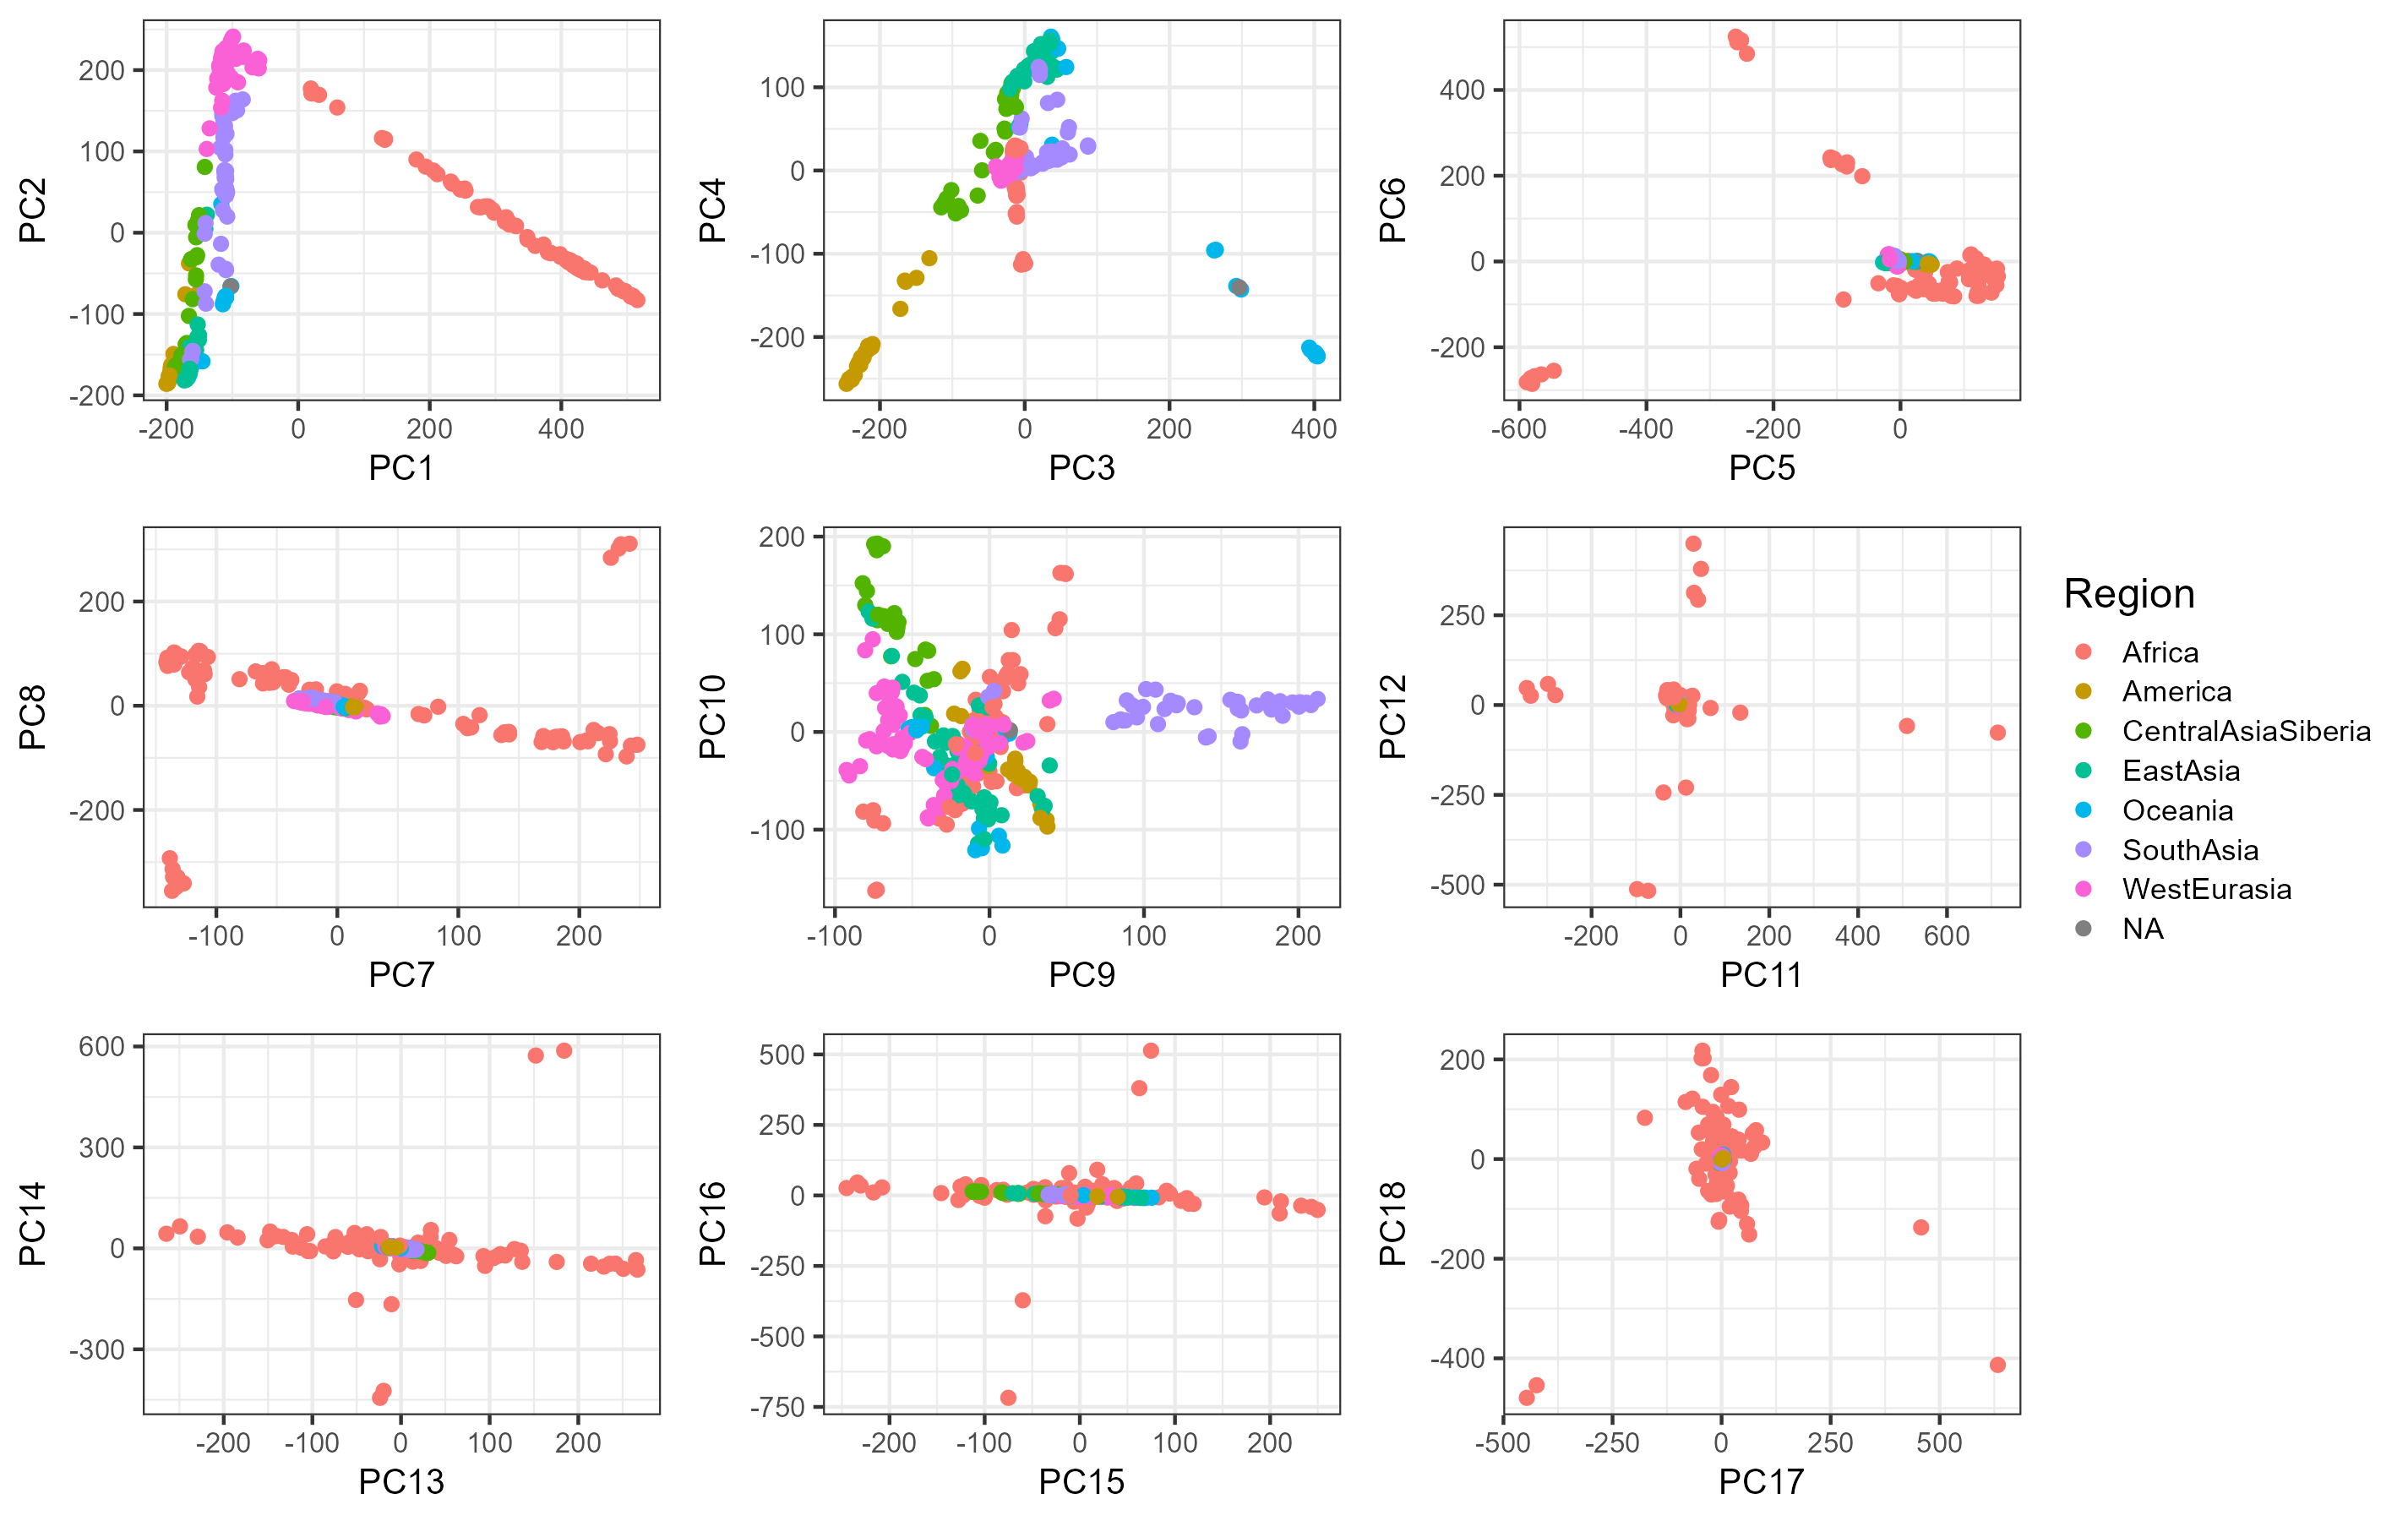 200
100
0
-100
-200
PC2
-200 0 200 400
PC1
100
0
-100
-200
PC4
-200 0 200 400
PC3
400
200
0
-200
PC6
-600 -400 -200 0
PC5
200
0
-200
PC8
-100 0 100 200
PC7
200
100
0
-100
PC10
-100 0 100 200
PC9
250
0
-250
-500
PC12
-200 0 200 400 600
PC11
Region
Africa
America
CentralAsiaSiberia
EastAsia
Oceania
SouthAsia
WestEurasia
NA
600
300
0
-300
PC14
-200 -100 0 100 200
PC13
500
250
0
-250
-500
-750
PC16
-200 -100 0 100 200
PC15
200
0
-200
-400
PC18
-500 -250 0 250 500
PC17